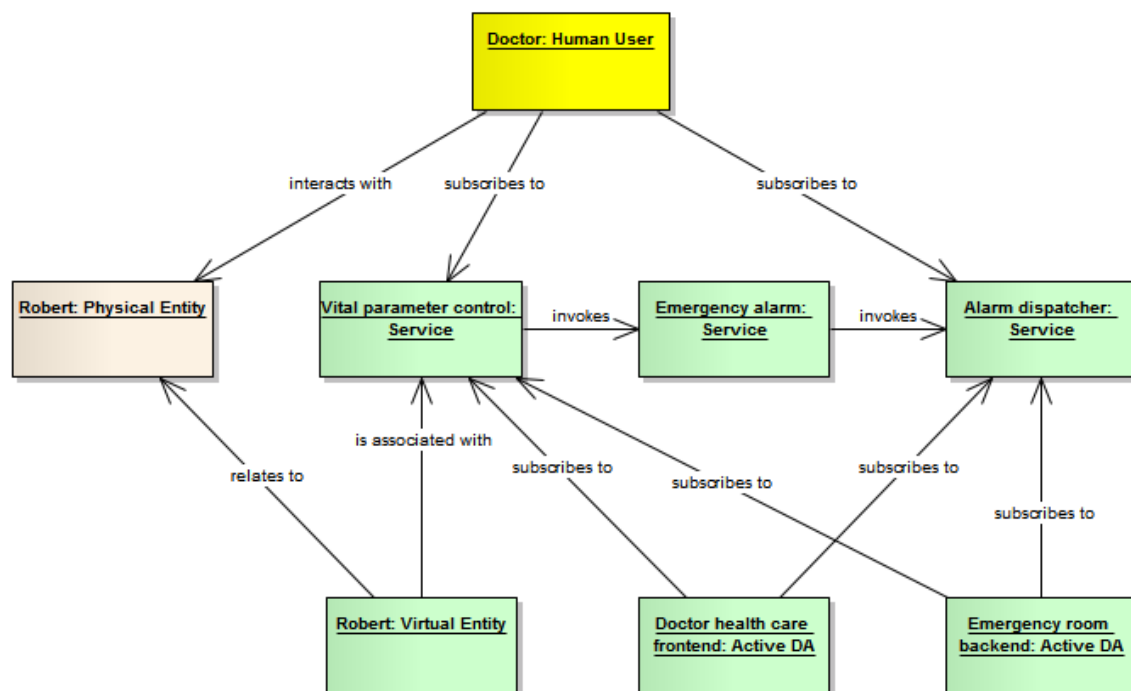 Doctor: Human User
interacts with
subscribes to
subscribes to
Robert: Physical Entity
Vital parameter control:
Service
invokes
Emergency alarm:
Service
invokes
Alarm dispatcher:
Service
is associated with
relates to
subscribes to
subscribes to
subscribes to
subscribes to
Robert: Virtual Entity
Doctor health care
frontend: Active DA
Emergency room
backend: Active DA